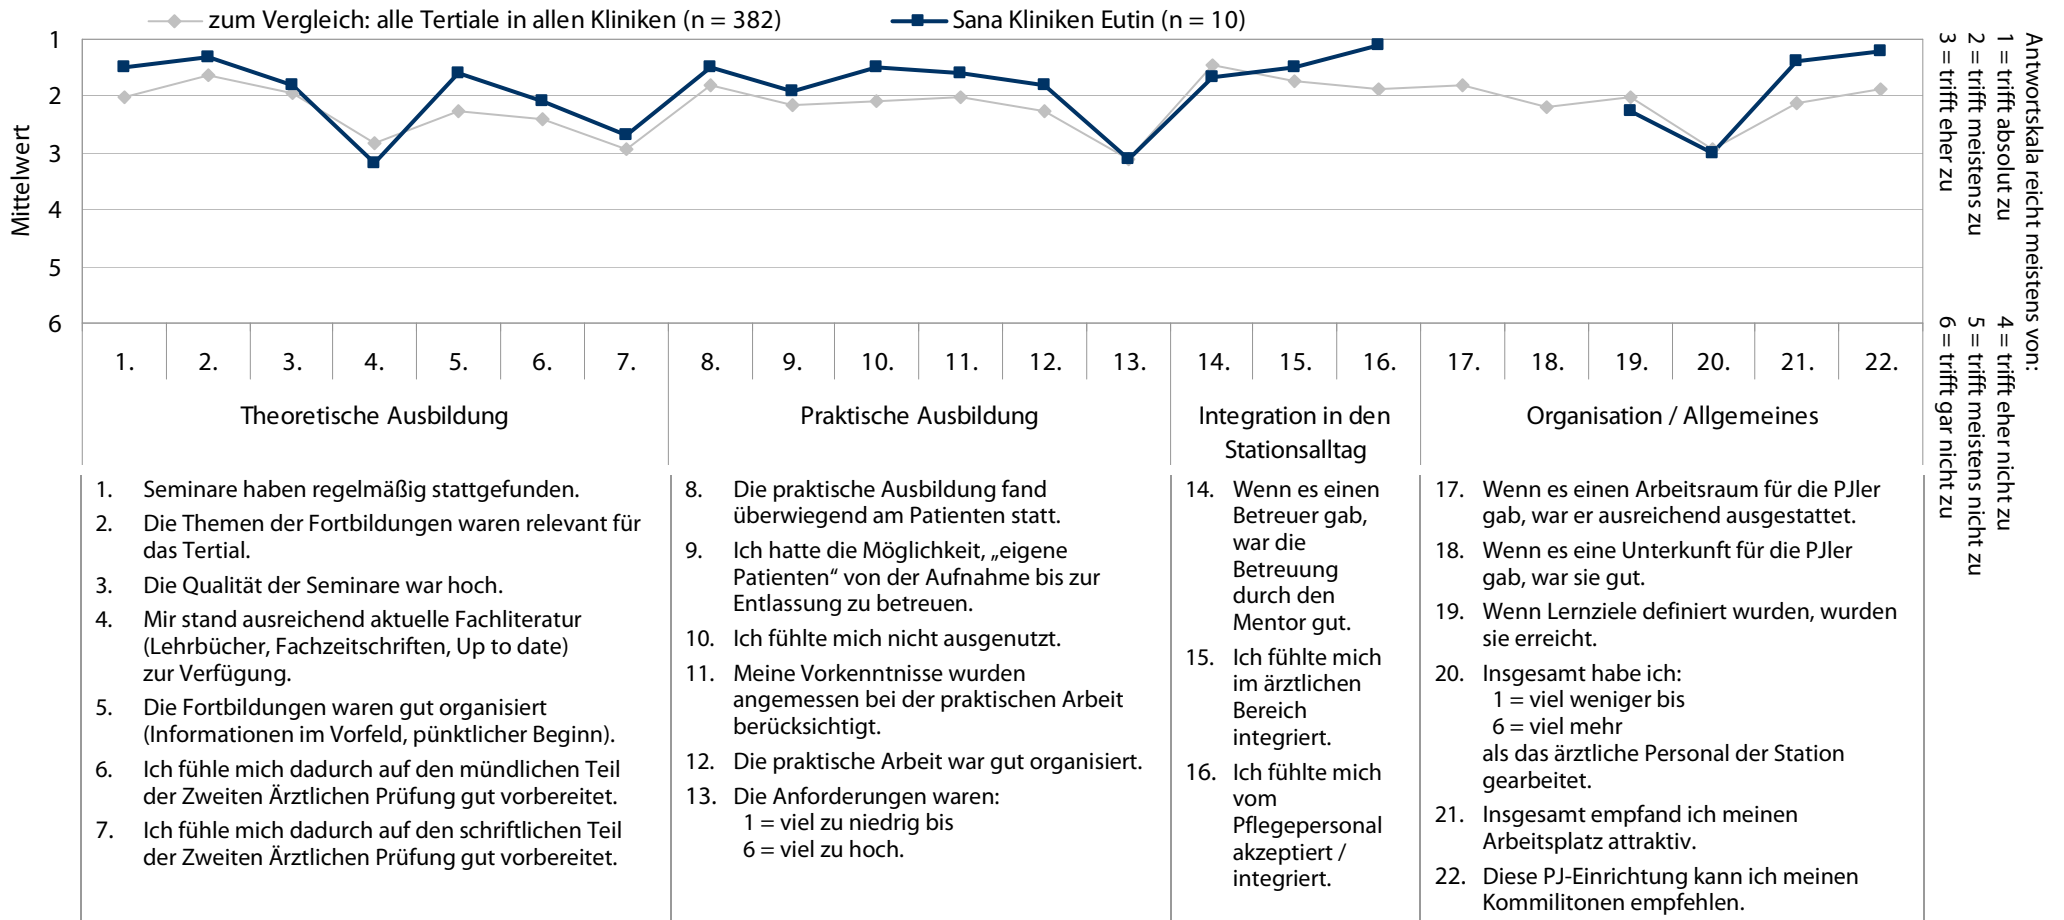 zum Vergleich: alle Tertiale in allen Kliniken (n = 382)
Sana Kliniken Eutin (n = 10)
Mittelwert
1
2
3
4
5
6
1. 2. 3. 4. 5. 6. 7. 8. 9. 10. 11. 12. 13. 14. 15. 16. 17. 18. 19. 20. 21. 22.
Theoretische Ausbildung
Praktische Ausbildung
Integration in den
Stationsalltag
Organisation / Allgemeines
Antwortskala reicht meistens von:
1 = trifft absolut zu
2 = trifft meistens zu
3 = trifft eher zu
4 = trifft eher nicht zu
5 = trifft meistens nicht zu
6 = trifft gar nicht zu
1. Seminare haben regelmäßig stattgefunden.
2. Die Themen der Fortbildungen waren relevant für
das Tertial.
3. Die Qualität der Seminare war hoch.
4. Mir stand ausreichend aktuelle Fachliteratur
(Lehrbücher, Fachzeitschriften, Up to date)
zur Verfügung.
5. Die Fortbildungen waren gut organisiert
(Informationen im Vorfeld, pünktlicher Beginn).
6. Ich fühle mich dadurch auf den mündlichen Teil
der Zweiten Ärztlichen Prüfung gut vorbereitet.
7. Ich fühle mich dadurch auf den schriftlichen Teil
der Zweiten Ärztlichen Prüfung gut vorbereitet.
8. Die praktische Ausbildung fand
überwiegend am Patienten statt.
9. Ich hatte die Möglichkeit, „eigene
Patienten“ von der Aufnahme bis zur
Entlassung zu betreuen.
10. Ich fühlte mich nicht ausgenutzt.
11. Meine Vorkenntnisse wurden
angemessen bei der praktischen Arbeit
berücksichtigt.
12. Die praktische Arbeit war gut organisiert.
13. Die Anforderungen waren:
1 = viel zu niedrig bis
6 = viel zu hoch.
14. Wenn es einen
Betreuer gab,
war die
Betreuung
durch den
Mentor gut.
15. Ich fühlte mich
im ärztlichen
Bereich
integriert.
16. Ich fühlte mich
vom
Pflegepersonal
akzeptiert /
integriert.
17. Wenn es einen Arbeitsraum für die PJler
gab, war er ausreichend ausgestattet.
18. Wenn es eine Unterkunft für die PJler
gab, war sie gut.
19. Wenn Lernziele definiert wurden, wurden
sie erreicht.
20. Insgesamt habe ich:
1 = viel weniger bis
6 = viel mehr
als das ärztliche Personal der Station
gearbeitet.
21. Insgesamt empfand ich meinen
Arbeitsplatz attraktiv.
22. Diese PJ-Einrichtung kann ich meinen
Kommilitonen empfehlen.